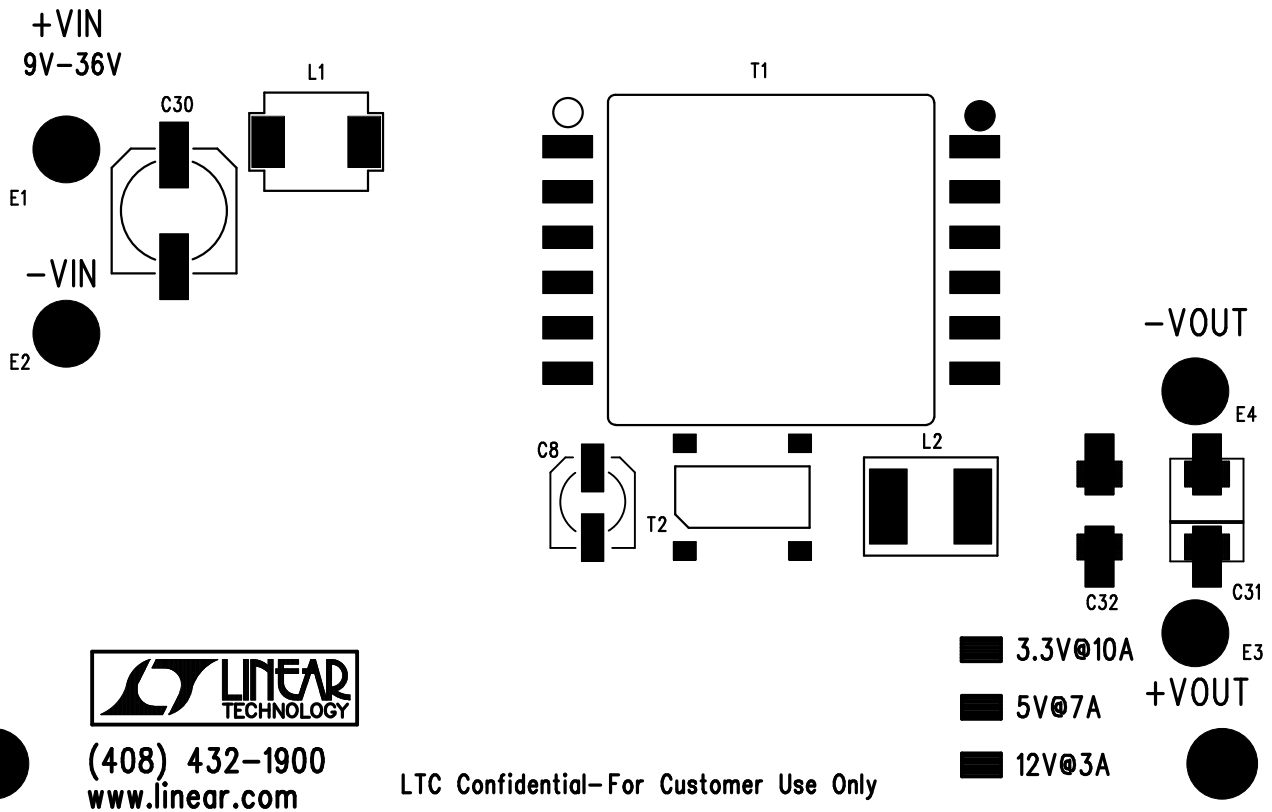 +VIN
9V-36V
C30
L1
T1
E1
-VIN
E2
-VOUT
E4
C8
T2
L2
C32
C31
E3
+VOUT
3.3V@10A
5V@7A
12V@3A
LINEAR
TECHNOLOGY
(408) 432-1900
www.linear.com
LTC Confidential-For Customer Use Only